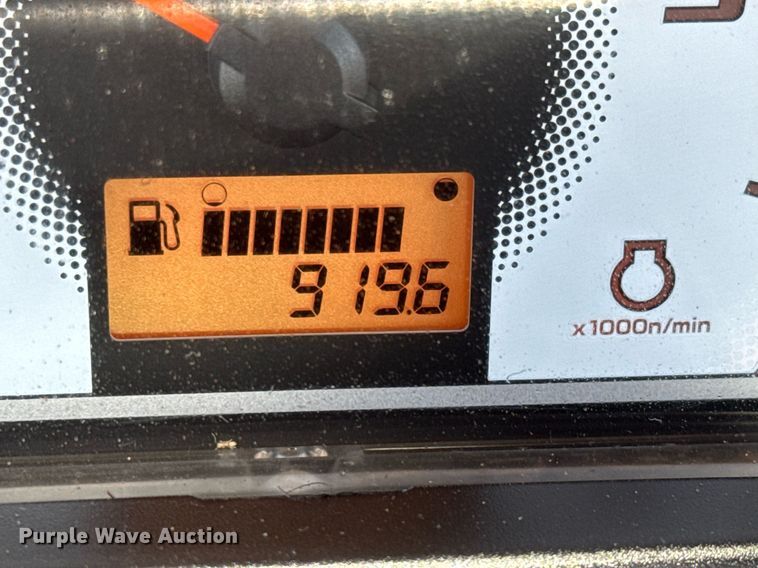 919.6
x1000n/min
Purple Wave Auction